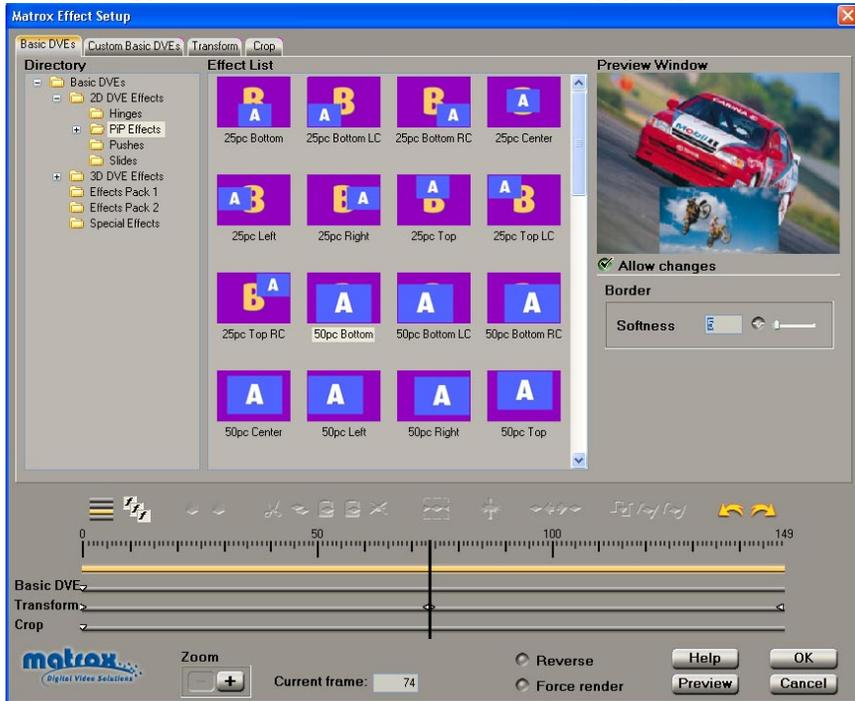 Matrox Effect Setup
Basic DVEs Custom Basic DVEs Transform Crop
Directory
Basic DVEs
2D DVE Effects
Hinges
PiP Effects
Pushes
Slides
3D DVE Effects
Effects Pack 1
Effects Pack 2
Special Effects
Effect List
B A B A B A B A
25pc Bottom 25pc Bottom LC 25pc Bottom RC 25pc Center
A B B A A B A B
25pc Left 25pc Right 25pc Top 25pc Top LC
B A A A A
25pc Top RC 50pc Bottom 50pc Bottom LC 50pc Bottom RC
A A A A
50pc Center 50pc Left 50pc Right 50pc Top
Preview Window
CARINA E
Mobil 1
Allow changes
Border
Softness 5
0 50 100 149
Basic DVE
Transform
Crop
matrox
Digital Video Solutions
Zoom
Current frame: 74
Reverse
Force render
Help OK
Preview Cancel